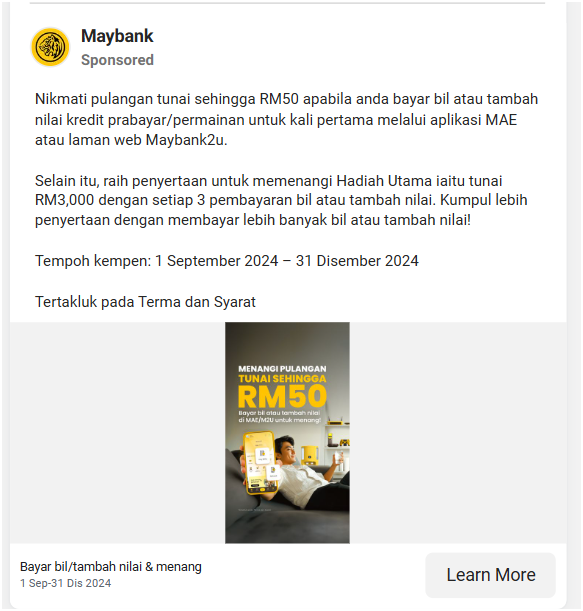 Maybank
Sponsored
Nikmati pulangan tunai sehingga RM50 apabila anda bayar bil atau tambah
nilai kredit prabayar/permainan untuk kali pertama melalui aplikasi MAE
atau laman web Maybank2u.
Selain itu, raih penyertaan untuk memenangi Hadiah Utama iaitu tunai
RM3,000 dengan setiap 3 pembayaran bil atau tambah nilai. Kumpul lebih
penyertaan dengan membayar lebih banyak bil atau tambah nilai!
Tempoh kempen: 1 September 2024 – 31 Disember 2024
Tertakluk pada Terma dan Syarat
MENANGI PULANGAN
TUNAI SEHINGGA
RM50
Bayar bil atau tambah nilai
di MAE/M2U untuk menang!
Bayar bil/tambah nilai & menang
1 Sep-31 Dis 2024
Learn More